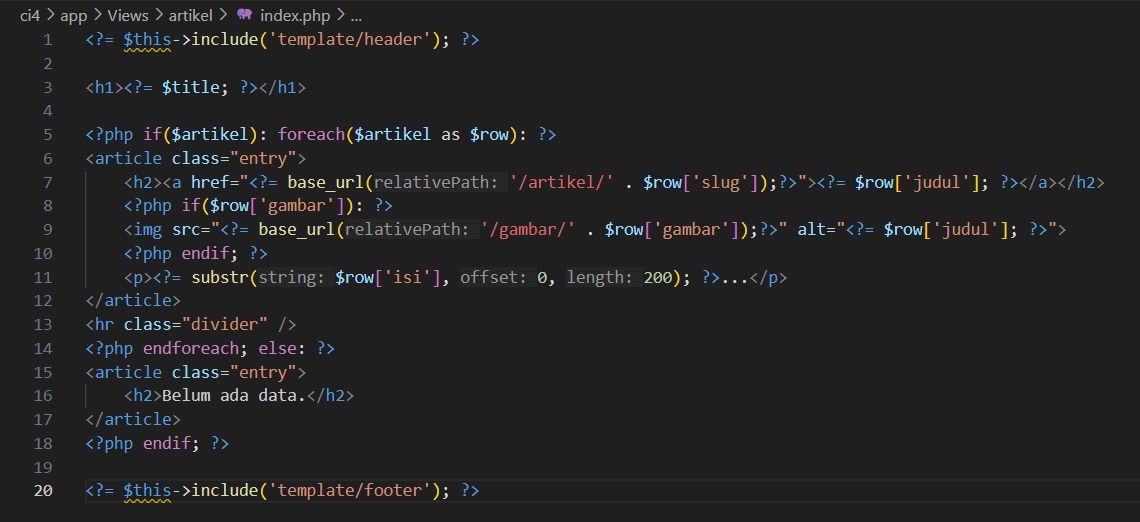 ci4 > app > Views > artikel > index.php > ...
1 <?= $this->include('template/header'); ?>
2
3 <h1><?= $title; ?></h1>
4
5 <?php if($artikel): foreach($artikel as $row): ?>
6 <article class="entry">
7     <h2><a href="<?= base_url(relativePath: '/artikel/' . $row['slug']);?>"><?= $row['judul']; ?></a></h2>
8     <?php if($row['gambar']): ?>
9     <img src="<?= base_url(relativePath: '/gambar/' . $row['gambar']);?>" alt="<?= $row['judul']; ?>">
10     <?php endif; ?>
11     <p><?= substr(string: $row['isi'], offset: 0, length: 200); ?>...</p>
12 </article>
13 <hr class="divider" />
14 <?php endforeach; else: ?>
15 <article class="entry">
16     <h2>Belum ada data.</h2>
17 </article>
18 <?php endif; ?>
19
20 <?= $this->include('template/footer'); ?>